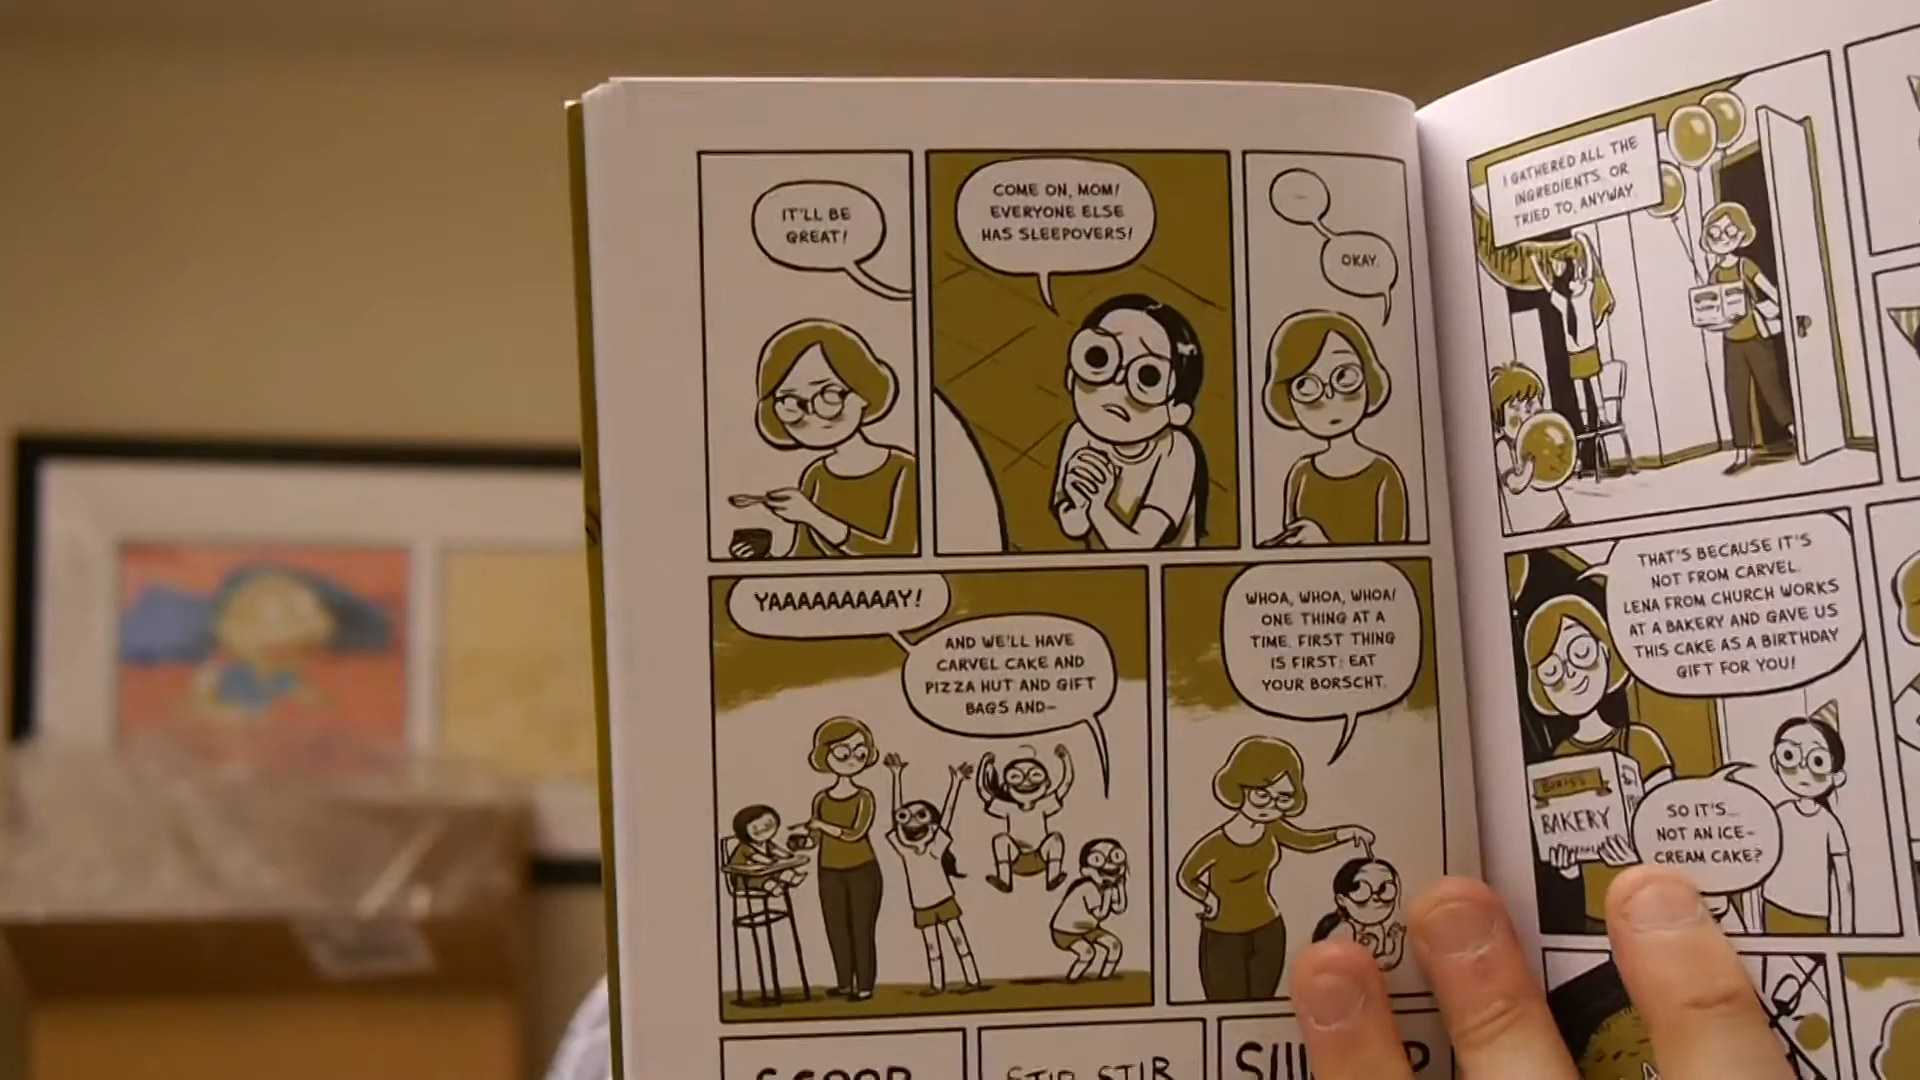 IT'LL BE
GREAT!
COME ON, MOM!
EVERYONE ELSE
HAS SLEEPOVERS!
...
OKAY.
YAAAAAAAAAY!
AND WE'LL HAVE
CARVEL CAKE AND
PIZZA HUT AND GIFT
BAGS AND–
WHOA, WHOA, WHOA!
ONE THING AT A
TIME. FIRST THING
IS FIRST: EAT
YOUR BORSCHT.
STIR STIR
I GATHERED ALL THE
INGREDIENTS. OR
TRIED TO, ANYWAY.
THAT'S BECAUSE IT'S
NOT FROM CARVEL.
LENA FROM CHURCH WORKS
AT A BAKERY AND GAVE US
THIS CAKE AS A BIRTHDAY
GIFT FOR YOU!
BORIS'S
BAKERY
SO IT'S...
NOT AN ICE-
CREAM CAKE?